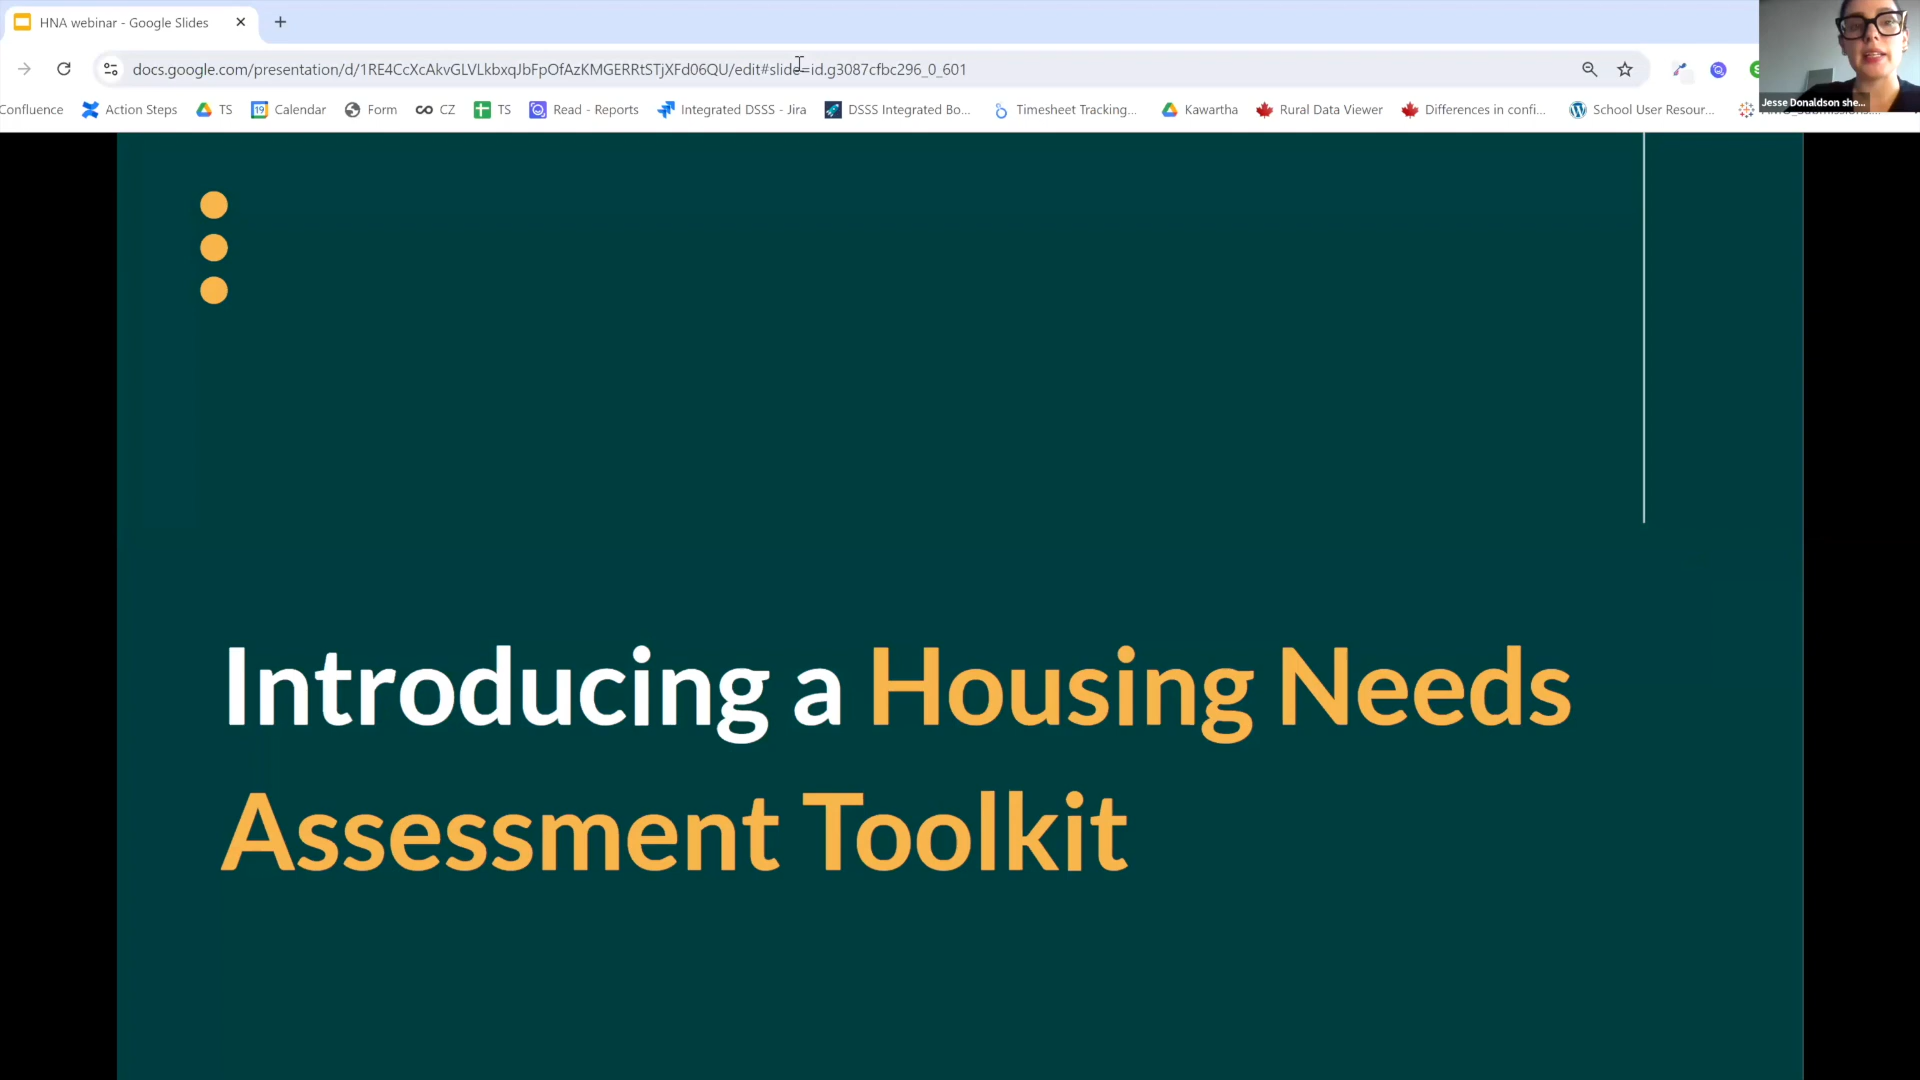 HNA webinar - Google Slides
docs.google.com/presentation/d/1RE4CcXcAkvGLVLkbxqJbFpOfAzKMGERRtSTjXFd06QU/edit#slide=id.g3087cfbc296_0_601
Confluence Action Steps TS Calendar Form CZ TS Read - Reports Integrated DSSS - Jira DSSS Integrated Bo... Timesheet Tracking... Kawartha Rural Data Viewer Differences in confi... School User Resour...
Jesse Donaldson she...
Introducing a Housing Needs
Assessment Toolkit